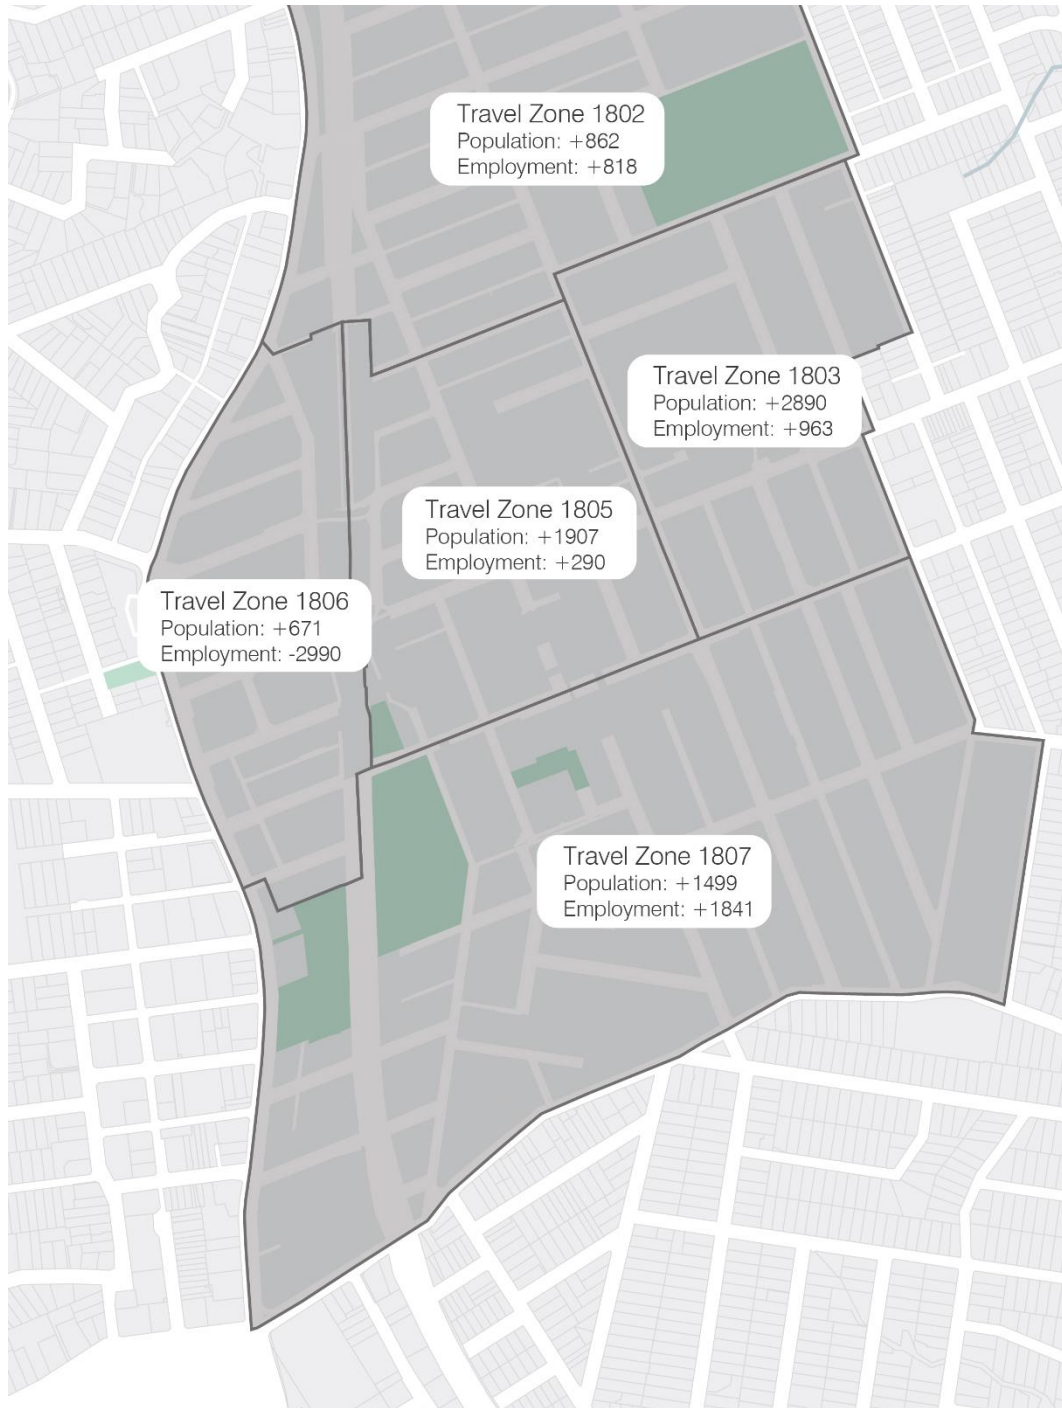 Travel Zone 1802
Population: +862
Employment: +818
Travel Zone 1803
Population: +2890
Employment: +963
Travel Zone 1805
Population: +1907
Employment: +290
Travel Zone 1806
Population: +671
Employment: -2990
Travel Zone 1807
Population: +1499
Employment: +1841